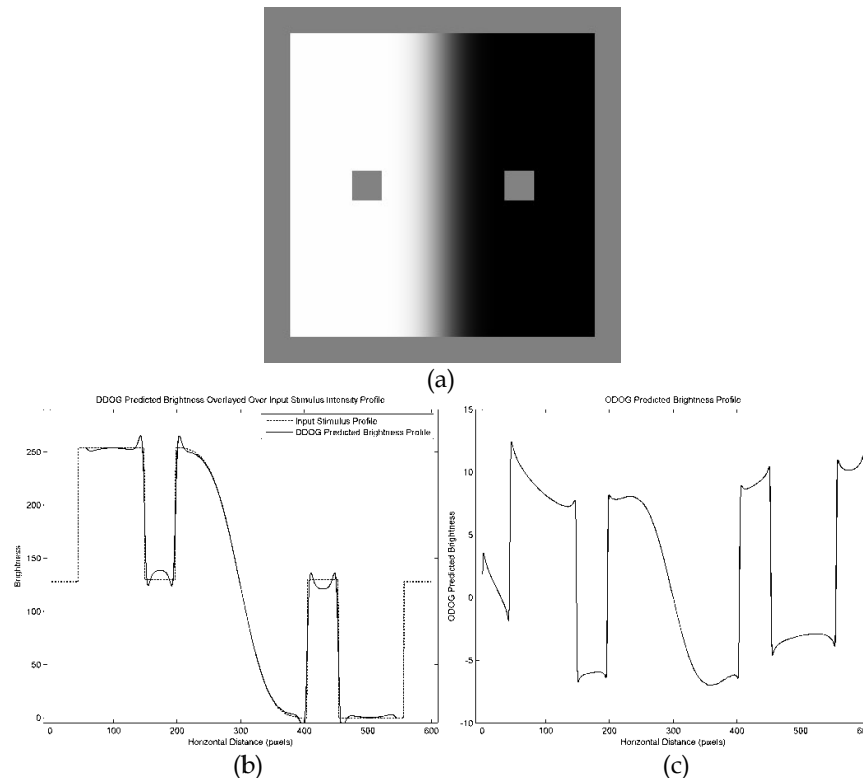 (a)
DDOG Predicted Brightness Overlayed Over Input Stimulus Intensity Profile
Input Stimulus Profile
DDOG Predicted Brightness Profile
Brightness
250
200
150
100
50
0
0 100 200 300 400 500 600
Horizontal Distance (pixels)
(b)
ODOG Predicted Brightness Profile
ODOG Predicted Brightness
15
10
5
0
-5
-10
0 100 200 300 400 500 600
Horizontal Distance (pixels)
(c)